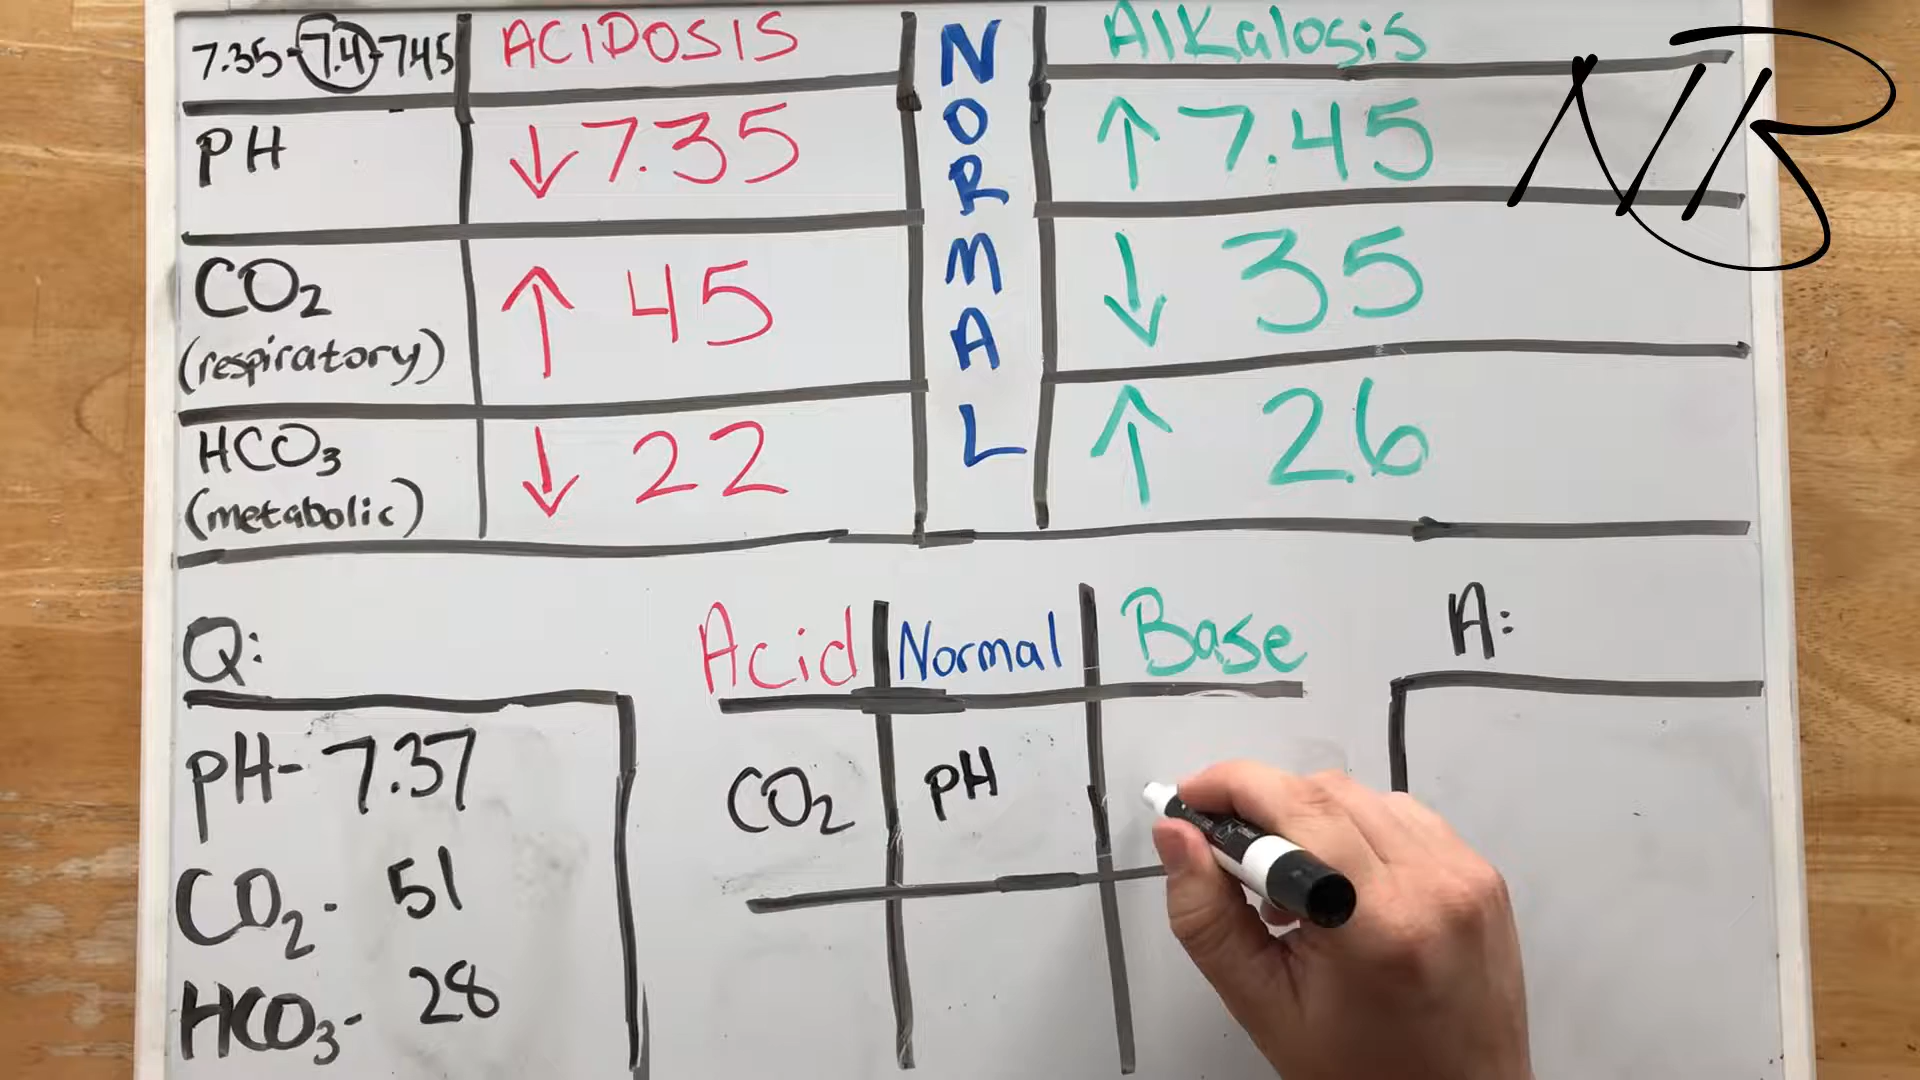 7.35-7.4-7.45 ACIDOSIS NORMAL Alkalosis
PH ↓ 7.35 ↑ 7.45
CO₂ ↑ 45 ↓ 35
(respiratory)
HCO₃ ↓ 22 ↑ 26
(metabolic)
NR
Q: Acid Normal Base A:
pH- 7.37 CO₂ pH
CO₂- 51
HCO₃- 28